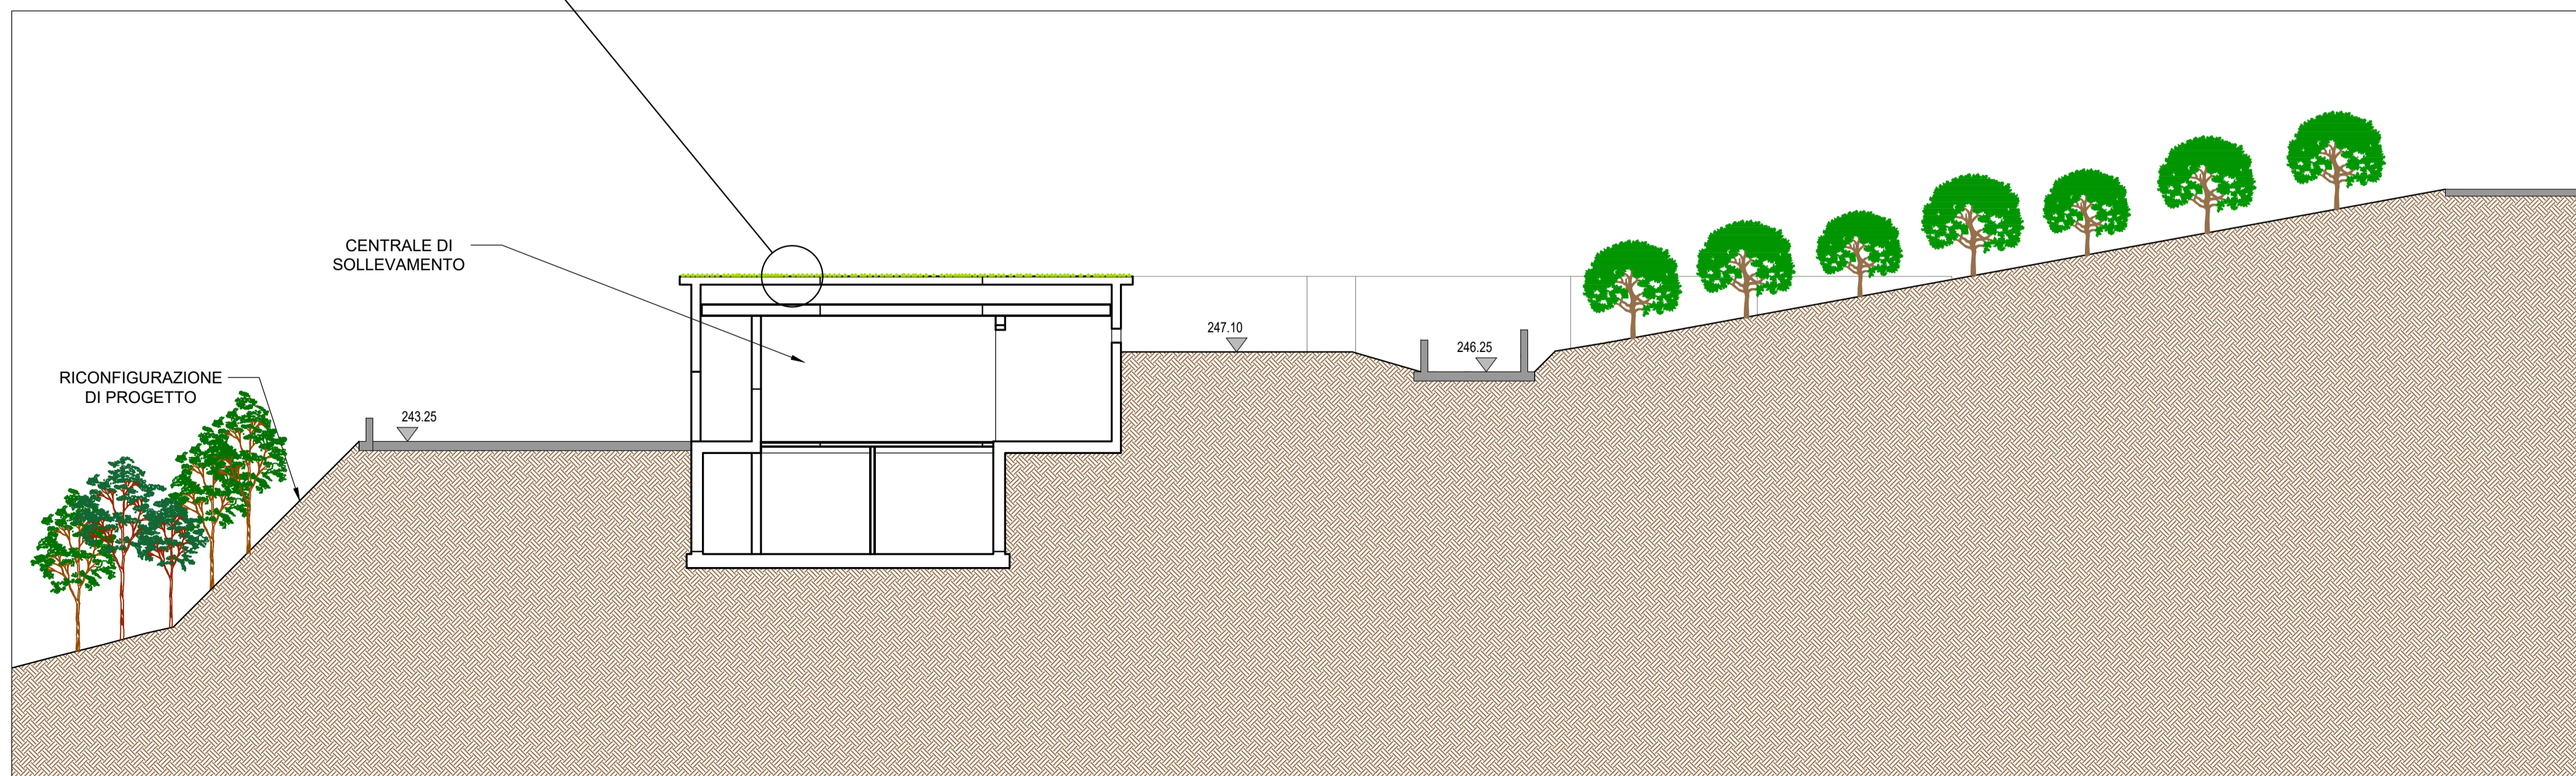 CENTRALE DI
SOLLEVAMENTO
247.10
246.25
RICONFIGURAZIONE
DI PROGETTO
243.25